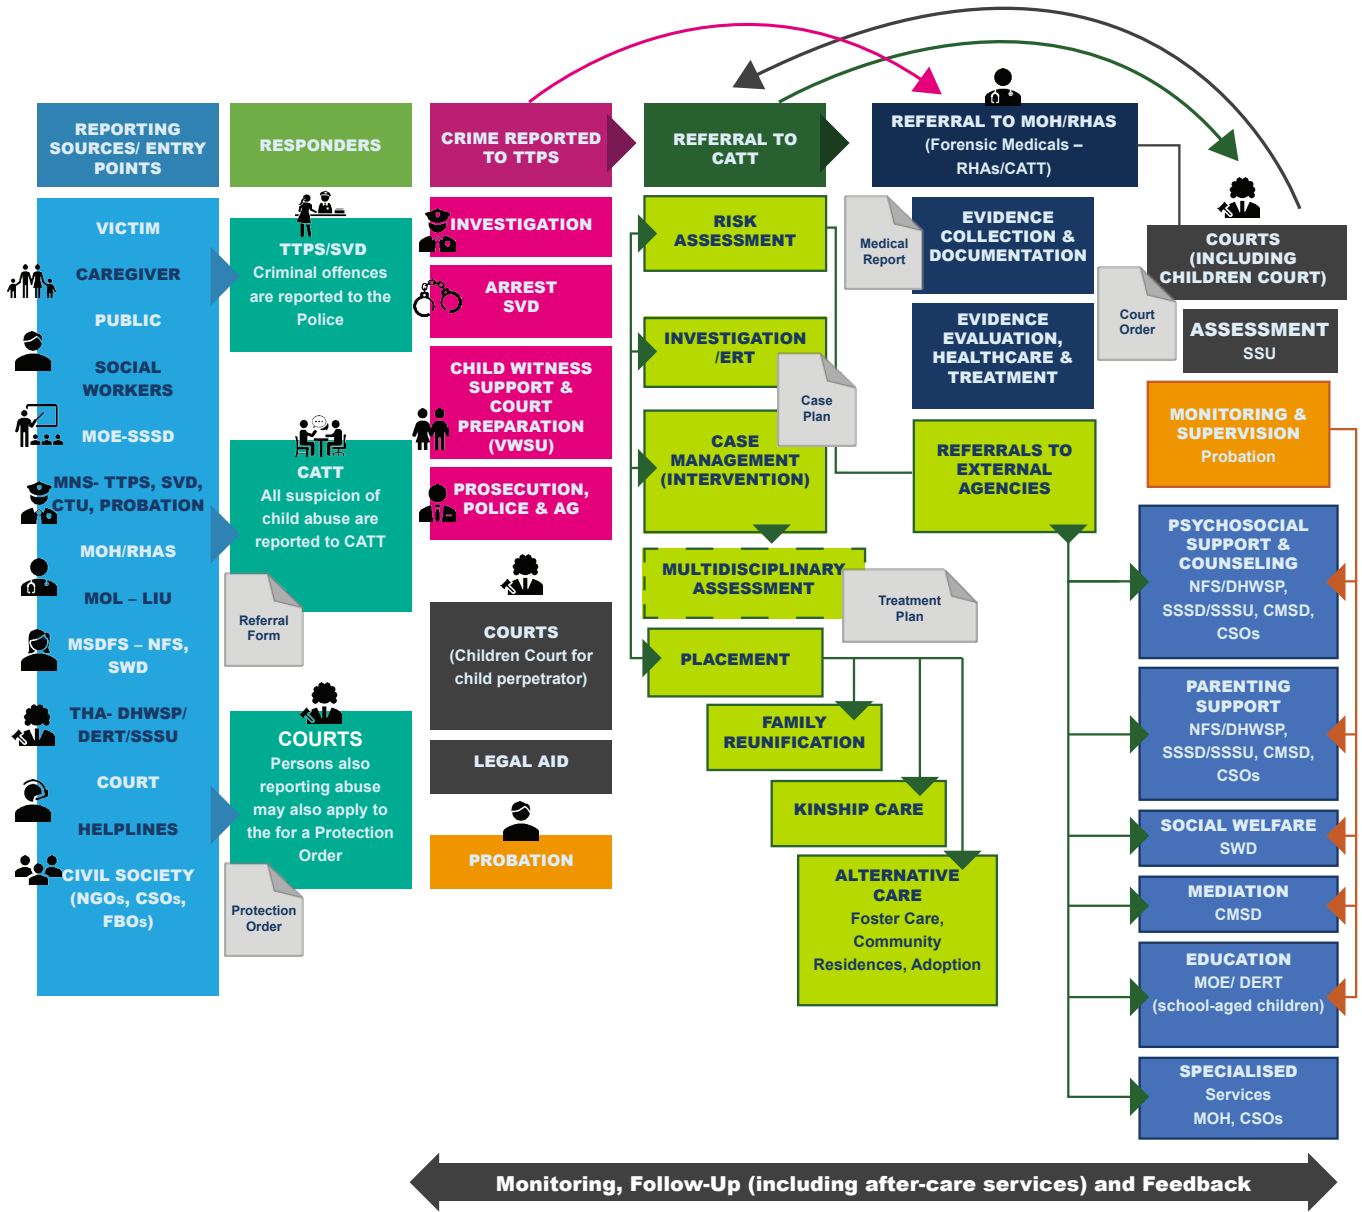 REPORTING
SOURCES/ ENTRY
POINTS
VICTIM
CAREGIVER
PUBLIC
SOCIAL
WORKERS
MOE-SSSD
MNS- TTPS, SVD,
CTU, PROBATION
MOH/RHAS
MOL – LIU
MSDFS – NFS,
SWD
THA- DHWSP/
DERT/SSSU
COURT
HELPLINES
CIVIL SOCIETY
(NGOs, CSOs,
FBOs)
RESPONDERS
TTPS/SVD
Criminal offences
are reported to the
Police
CATT
All suspicion of
child abuse are
reported to CATT
Referral
Form
COURTS
Persons also
reporting abuse
may also apply to
the for a Protection
Order
Protection
Order
CRIME REPORTED
TO TTPS
INVESTIGATION
ARREST
SVD
CHILD WITNESS
SUPPORT &
COURT
PREPARATION
(VWSU)
PROSECUTION,
POLICE & AG
COURTS
(Children Court for
child perpetrator)
LEGAL AID
PROBATION
REFERRAL TO
CATT
RISK
ASSESSMENT
INVESTIGATION
/ERT
Case
Plan
CASE
MANAGEMENT
(INTERVENTION)
MULTIDISCIPLINARY
ASSESSMENT
Treatment
Plan
PLACEMENT
FAMILY
REUNIFICATION
KINSHIP CARE
ALTERNATIVE
CARE
Foster Care,
Community
Residences, Adoption
REFERRAL TO MOH/RHAS
(Forensic Medicals –
RHAs/CATT)
Medical
Report
EVIDENCE
COLLECTION &
DOCUMENTATION
EVIDENCE
EVALUATION,
HEALTHCARE &
TREATMENT
REFERRALS TO
EXTERNAL
AGENCIES
COURTS
(INCLUDING
CHILDREN COURT)
Court
Order
ASSESSMENT
SSU
MONITORING &
SUPERVISION
Probation
PSYCHOSOCIAL
SUPPORT &
COUNSELING
NFS/DHWSP,
SSSD/SSSU, CMSD,
CSOs
PARENTING
SUPPORT
NFS/DHWSP,
SSSD/SSSU, CMSD,
CSOs
SOCIAL WELFARE
SWD
MEDIATION
CMSD
EDUCATION
MOE/ DERT
(school-aged children)
SPECIALISED
Services
MOH, CSOs
Monitoring, Follow-Up (including after-care services) and Feedback